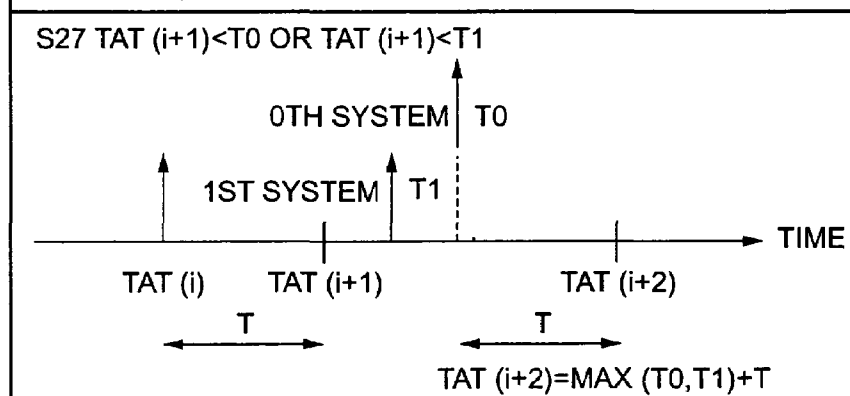 S27 TAT (i+1)<T0 OR TAT (i+1)<T1
0TH SYSTEM T0
1ST SYSTEM T1
TIME
TAT (i) TAT (i+1) TAT (i+2)
T T
TAT (i+2)=MAX (T0,T1)+T